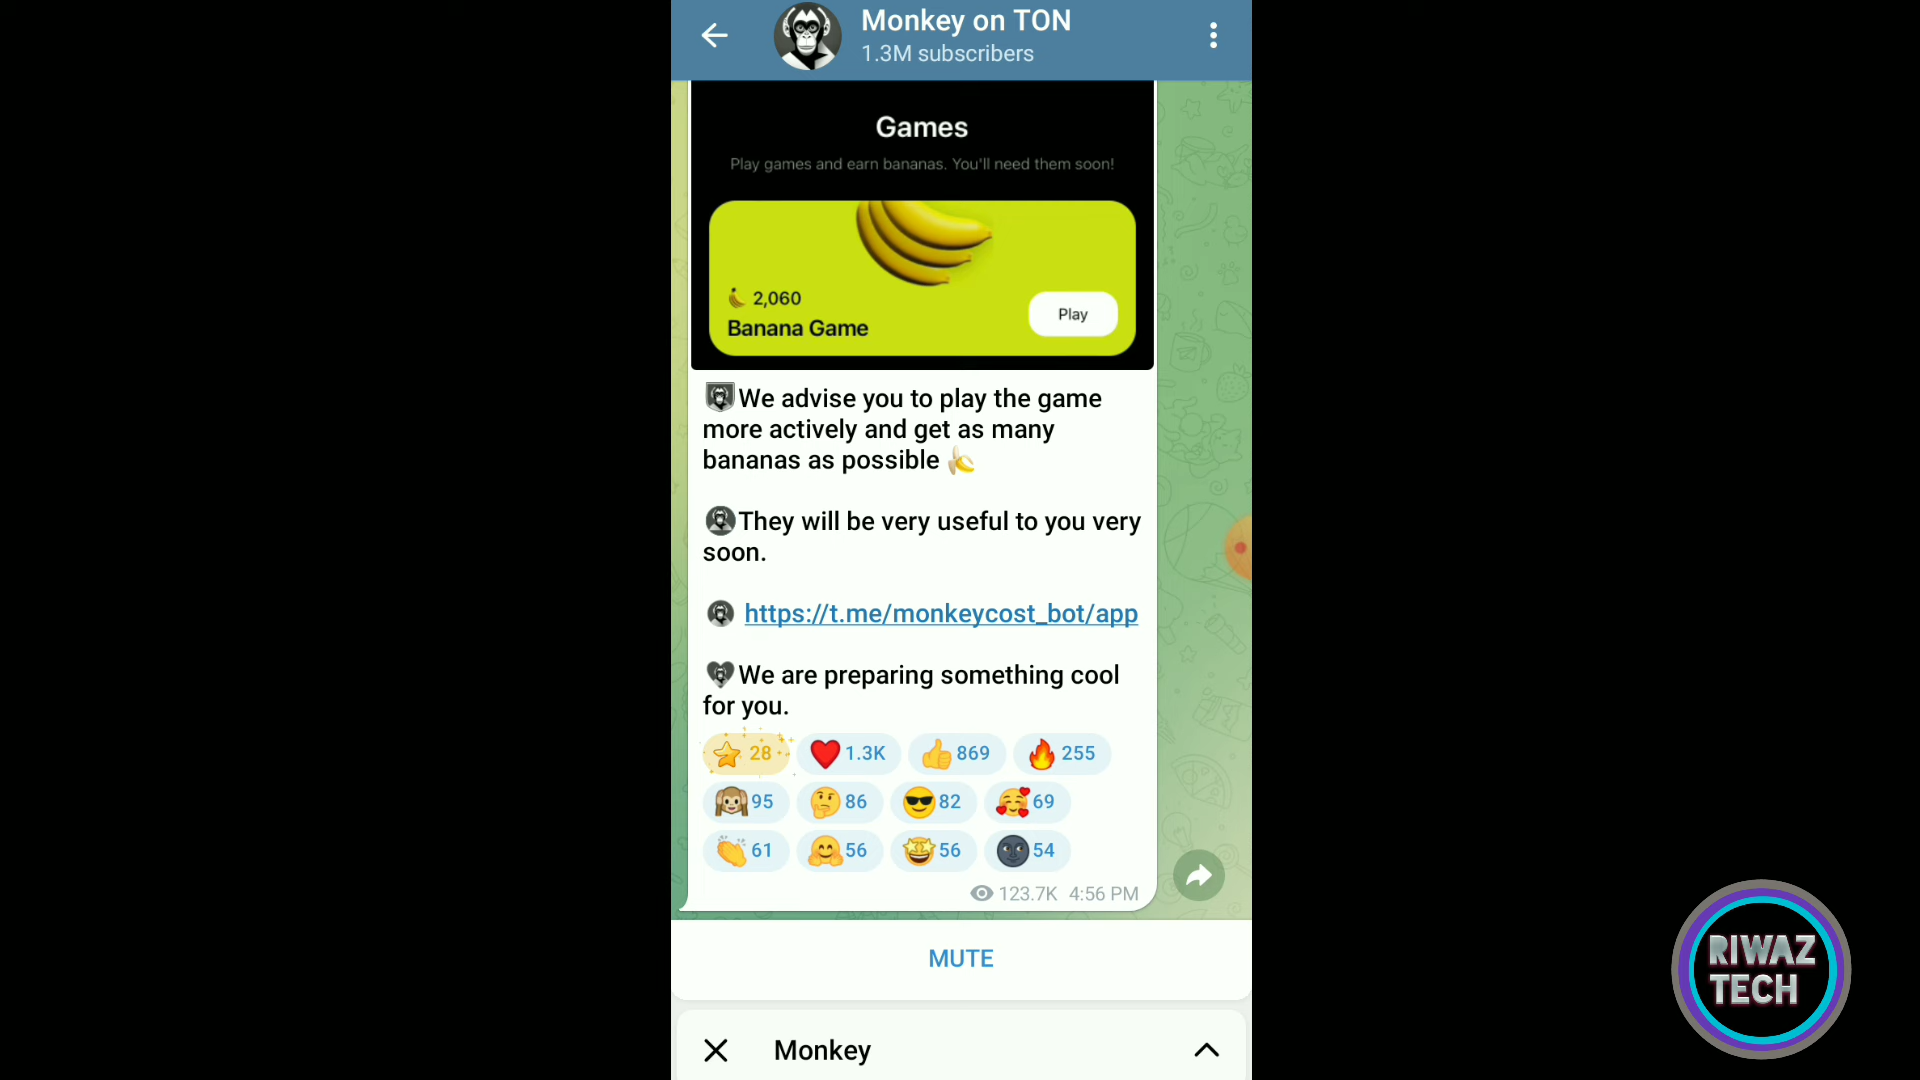 Monkey on TON
1.3M subscribers
Games
Play games and earn bananas. You'll need them soon!
2,060
Banana Game
Play
We advise you to play the game
more actively and get as many
bananas as possible
They will be very useful to you very
soon.
https://t.me/monkeycost_bot/app
We are preparing something cool
for you.
28 1.3K 869 255
95 86 82 69
61 56 56 54
123.7K 4:56 PM
MUTE
Monkey
RIWAZ
TECH